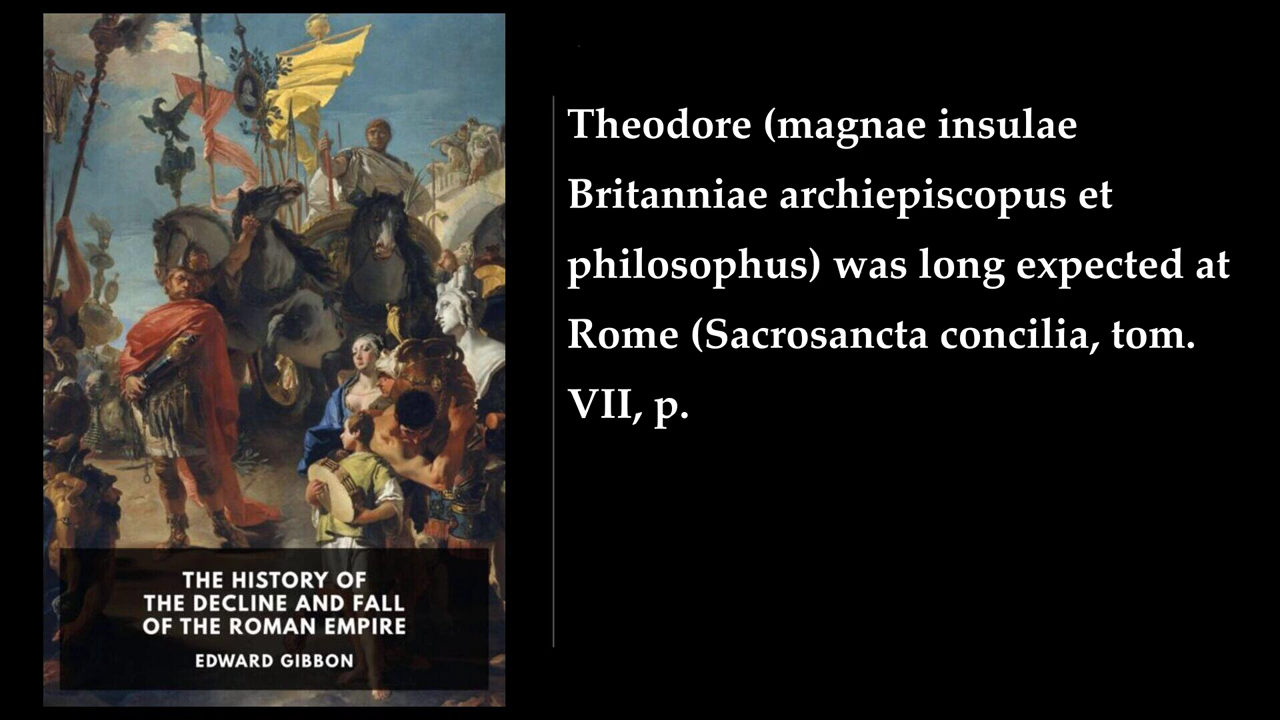 THE HISTORY OF
THE DECLINE AND FALL
OF THE ROMAN EMPIRE
EDWARD GIBBON
Theodore (magnae insulae
Britanniae archiepiscopus et
philosophus) was long expected at
Rome (Sacrosancta concilia, tom.
VII, p.